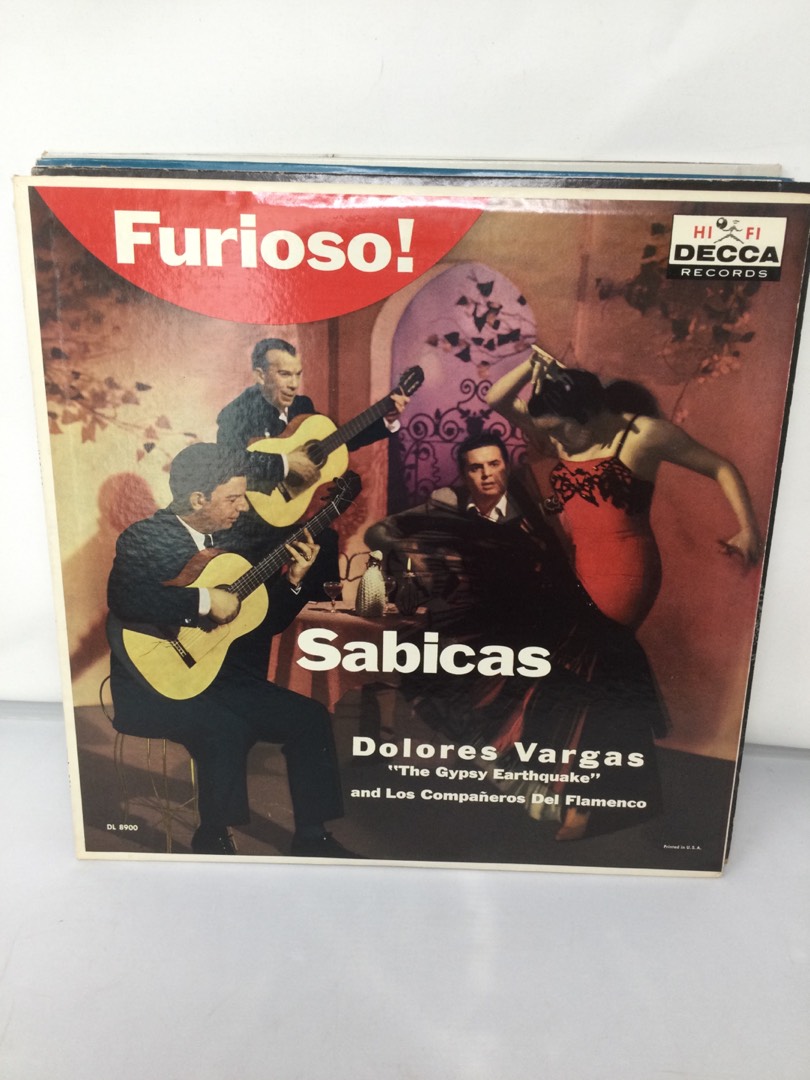 Furioso!
HI FI
DECCA
RECORDS
Sabicas
Dolores Vargas
"The Gypsy Earthquake"
and Los Compañeros Del Flamenco
DL 8900
Printed in U.S.A.